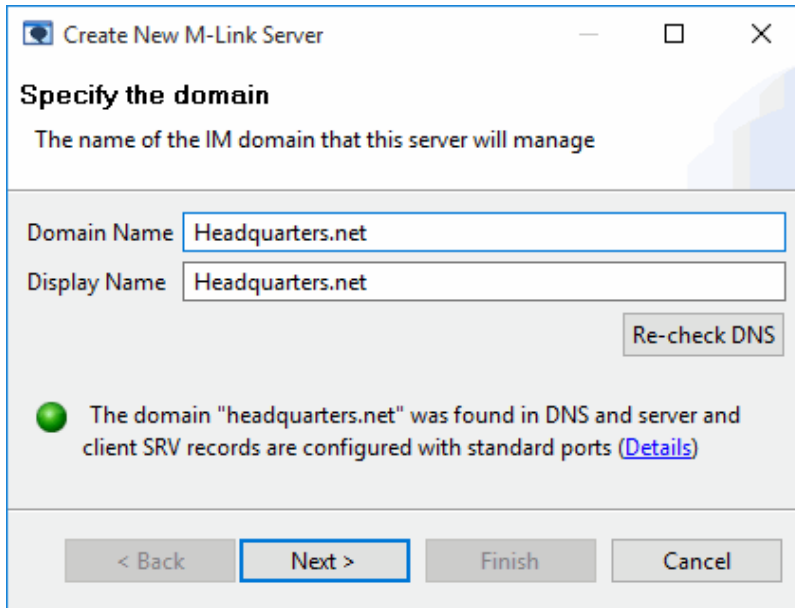 Create New M-Link Server
Specify the domain
The name of the IM domain that this server will manage
Domain Name Headquarters.net
Display Name Headquarters.net
Re-check DNS
The domain "headquarters.net" was found in DNS and server and
client SRV records are configured with standard ports (Details)
< Back Next > Finish Cancel